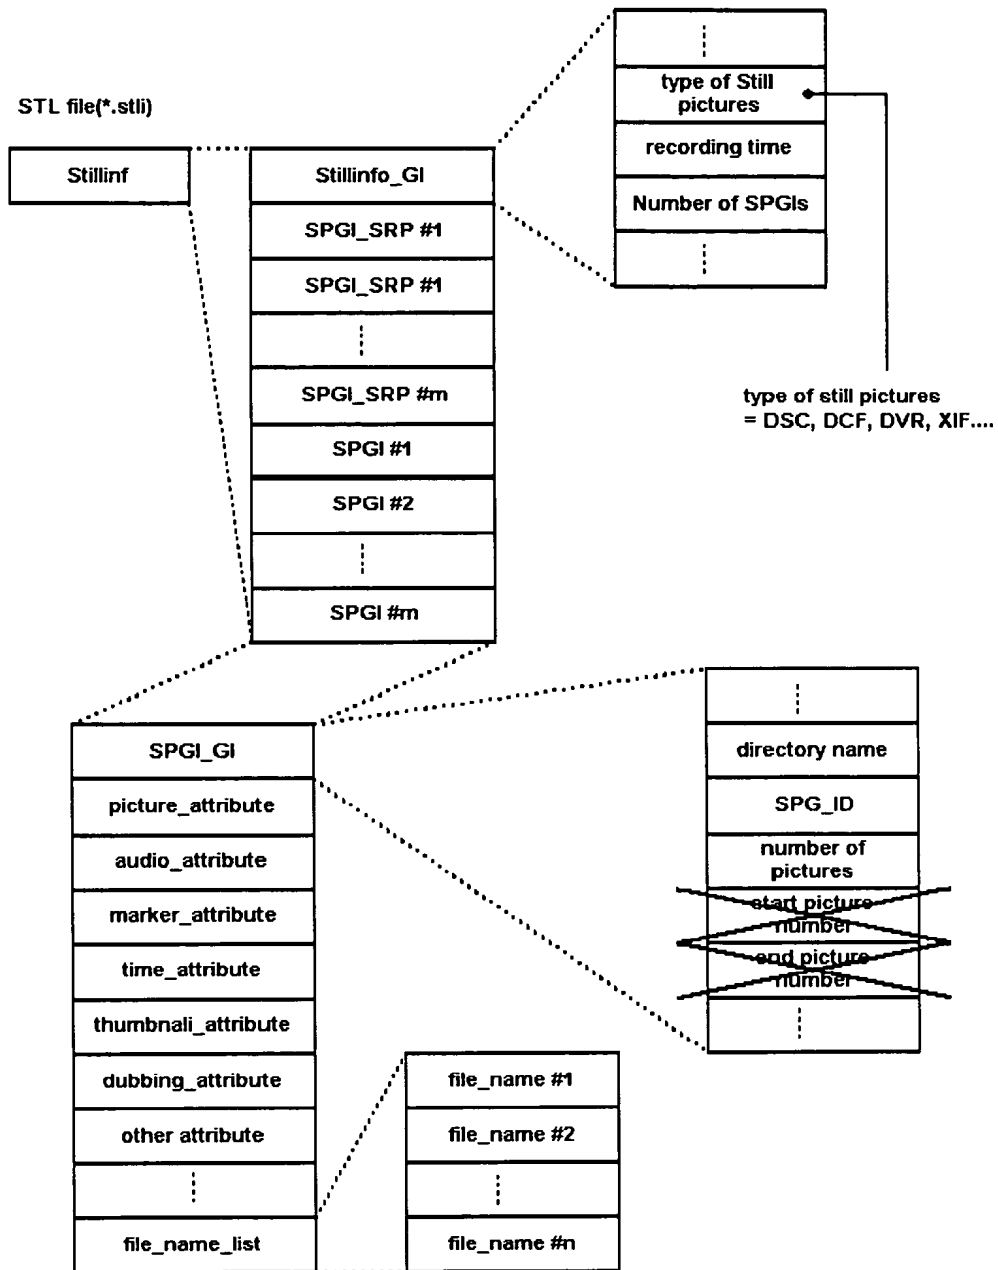 STL file(*.stli)
Stillinf
Stillinfo_GI
SPGI_SRP #1
SPGI_SRP #1
SPGI_SRP #m
SPGI #1
SPGI #2
SPGI #m
type of Still
pictures
recording time
Number of SPGIs
type of still pictures
= DSC, DCF, DVR, XIF....
SPGI_GI
picture_attribute
audio_attribute
marker_attribute
time_attribute
thumbnali_attribute
dubbing_attribute
other attribute
file_name_list
directory name
SPG_ID
number of
pictures
start picture
number
end picture
number
file_name #1
file_name #2
file_name #n